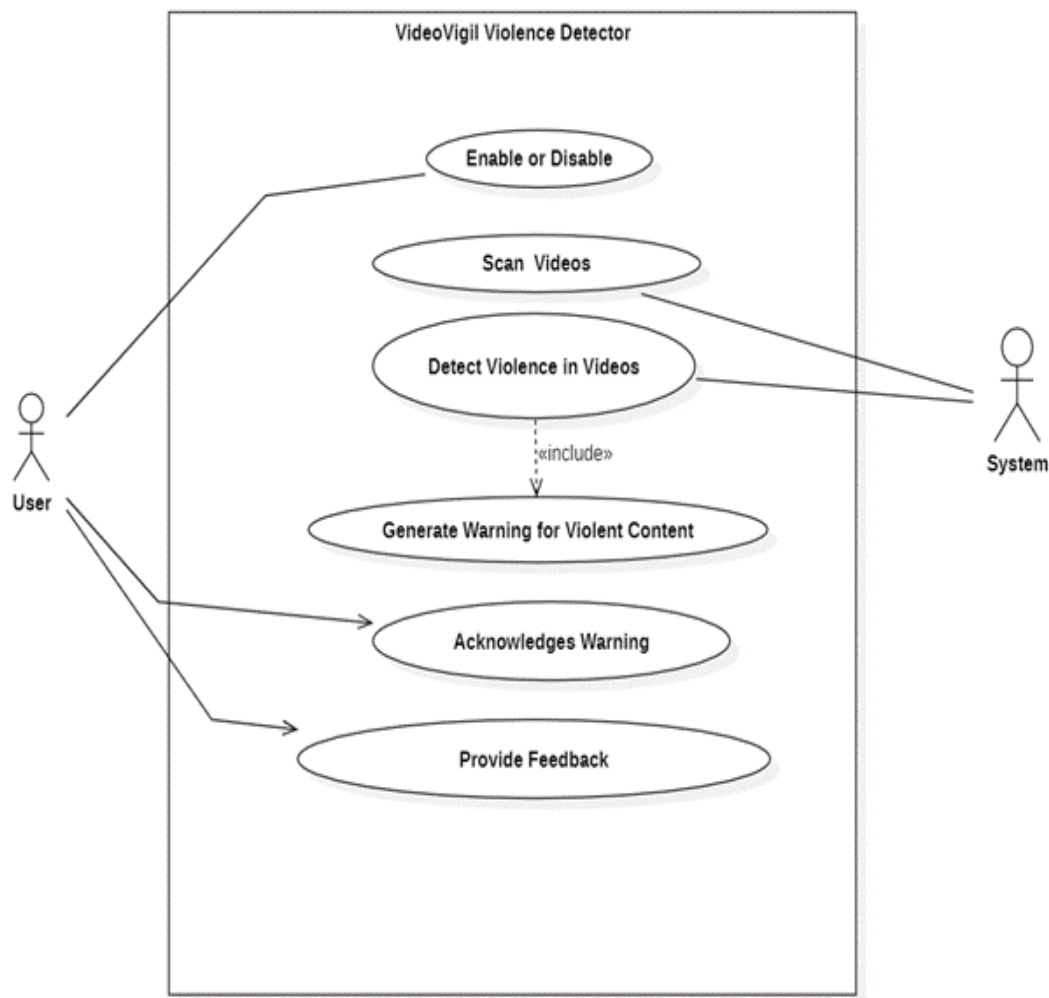 VideoVigil Violence Detector
Enable or Disable
Scan Videos
Detect Violence in Videos
«include»
Generate Warning for Violent Content
Acknowledges Warning
Provide Feedback
User
System